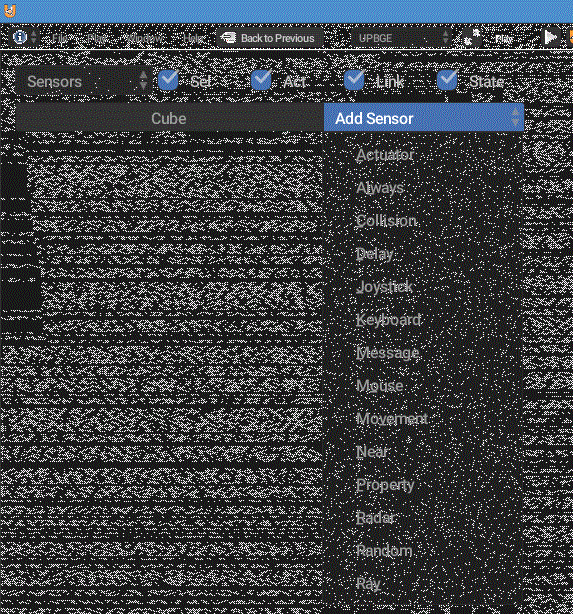 File Play Window Help Back to Previous UPBGE Play
Sensors Sel Act Link State
Cube Add Sensor
Actuator
Always
Collision
Delay
Joystick
Keyboard
Message
Mouse
Movement
Near
Property
Radar
Random
Ray